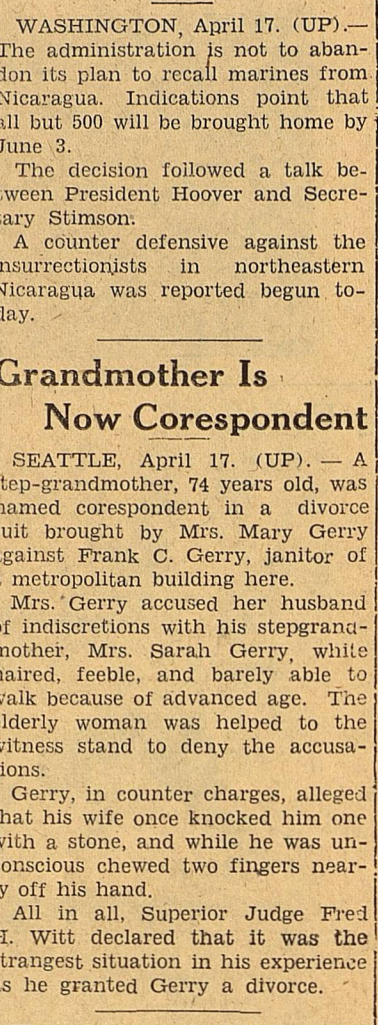 WASHINGTON, April 17. (UP).—
The administration is not to aban-
don its plan to recall marines from
Nicaragua. Indications point that
all but 500 will be brought home by
June 3.
The decision followed a talk be-
tween President Hoover and Secre-
tary Stimson.
A counter defensive against the
insurrectionists in northeastern
Nicaragua was reported begun to-
day.
Grandmother Is
Now Corespondent
SEATTLE, April 17. (UP). — A
step-grandmother, 74 years old, was
named corespondent in a divorce
suit brought by Mrs. Mary Gerry
against Frank C. Gerry, janitor of
a metropolitan building here.
Mrs. Gerry accused her husband
of indiscretions with his stepgrand-
mother, Mrs. Sarah Gerry, white
haired, feeble, and barely able to
walk because of advanced age. The
elderly woman was helped to the
witness stand to deny the accusa-
tions.
Gerry, in counter charges, alleged
that his wife once knocked him one
with a stone, and while he was un-
conscious chewed two fingers near-
ly off his hand.
All in all, Superior Judge Fred
H. Witt declared that it was the
strangest situation in his experience
as he granted Gerry a divorce.